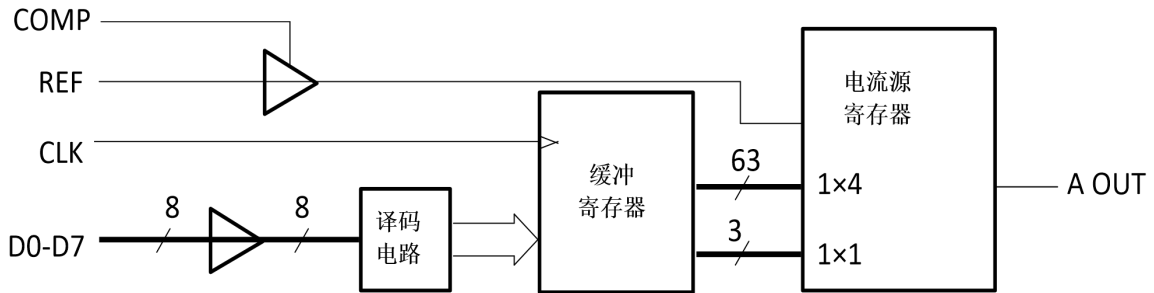 COMP
REF
CLK
D0-D7
8
8
译码
电路
缓冲
寄存器
63
3
电流源
寄存器
1×4
1×1
A OUT